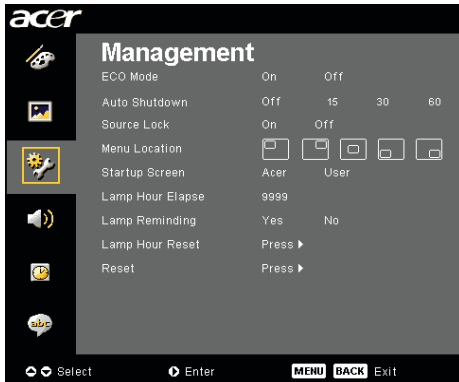 acer
Management
ECO Mode On Off
Auto Shutdown Off 15 30 60
Source Lock On Off
Menu Location
Startup Screen Acer User
Lamp Hour Elapse 9999
Lamp Reminding Yes No
Lamp Hour Reset Press
Reset Press
abc
Select Enter MENU BACK Exit